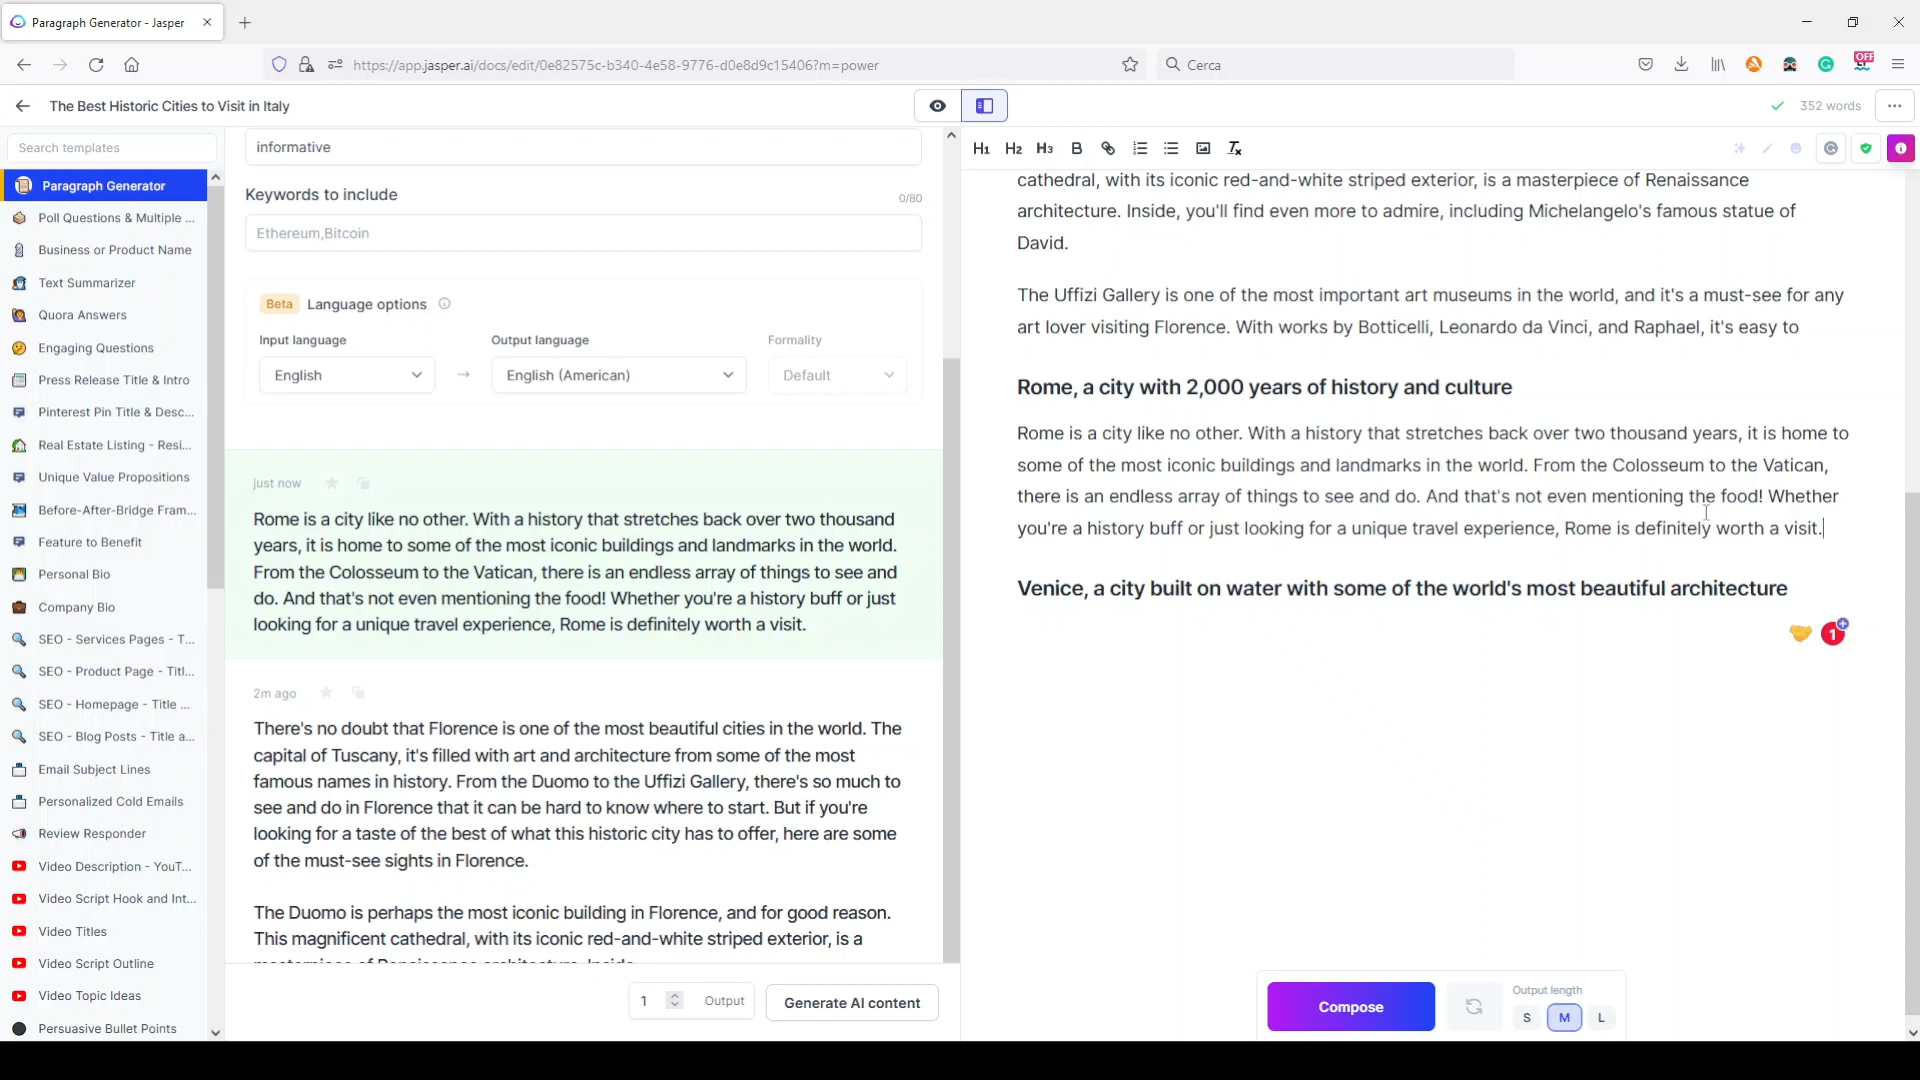 Paragraph Generator - Jasper
https://app.jasper.ai/docs/edit/0e82575c-b340-4e58-9776-d0e8d9c15406?m=power
Cerca
OFF
The Best Historic Cities to Visit in Italy
352 words
Search templates
Paragraph Generator
Poll Questions & Multiple ...
Business or Product Name
Text Summarizer
Quora Answers
Engaging Questions
Press Release Title & Intro
Pinterest Pin Title & Desc...
Real Estate Listing - Resi...
Unique Value Propositions
Before-After-Bridge Fram...
Feature to Benefit
Personal Bio
Company Bio
SEO - Services Pages - T...
SEO - Product Page - Titl...
SEO - Homepage - Title ...
SEO - Blog Posts - Title a...
Email Subject Lines
Personalized Cold Emails
Review Responder
Video Description - YouT...
Video Script Hook and Int...
Video Titles
Video Script Outline
Video Topic Ideas
Persuasive Bullet Points
informative
Keywords to include
0/80
Ethereum,Bitcoin
Beta Language options
Input language
Output language
Formality
English
English (American)
Default
just now
Rome is a city like no other. With a history that stretches back over two thousand
years, it is home to some of the most iconic buildings and landmarks in the world.
From the Colosseum to the Vatican, there is an endless array of things to see and
do. And that's not even mentioning the food! Whether you're a history buff or just
looking for a unique travel experience, Rome is definitely worth a visit.
2m ago
There's no doubt that Florence is one of the most beautiful cities in the world. The
capital of Tuscany, it's filled with art and architecture from some of the most
famous names in history. From the Duomo to the Uffizi Gallery, there's so much to
see and do in Florence that it can be hard to know where to start. But if you're
looking for a taste of the best of what this historic city has to offer, here are some
of the must-see sights in Florence.
The Duomo is perhaps the most iconic building in Florence, and for good reason.
This magnificent cathedral, with its iconic red-and-white striped exterior, is a
masterpiece of Renaissance architecture. Inside,
1
Output
Generate AI content
H1 H2 H3 B
cathedral, with its iconic red-and-white striped exterior, is a masterpiece of Renaissance
architecture. Inside, you'll find even more to admire, including Michelangelo's famous statue of
David.
The Uffizi Gallery is one of the most important art museums in the world, and it's a must-see for any
art lover visiting Florence. With works by Botticelli, Leonardo da Vinci, and Raphael, it's easy to
Rome, a city with 2,000 years of history and culture
Rome is a city like no other. With a history that stretches back over two thousand years, it is home to
some of the most iconic buildings and landmarks in the world. From the Colosseum to the Vatican,
there is an endless array of things to see and do. And that's not even mentioning the food! Whether
you're a history buff or just looking for a unique travel experience, Rome is definitely worth a visit.
Venice, a city built on water with some of the world's most beautiful architecture
1
Compose
Output length
S
M
L